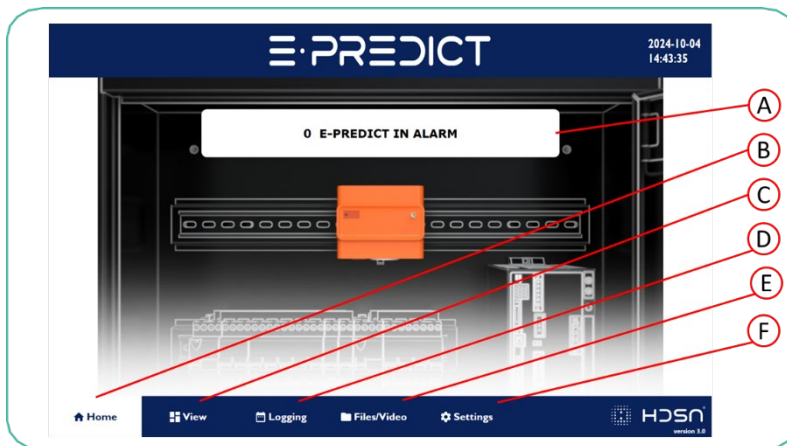 E·PREDICT
2024-10-04
14:43:35
0 E-PREDICT IN ALARM
A
B
C
D
E
F
Home View Logging Files/Video Settings HDSN
version 3.0